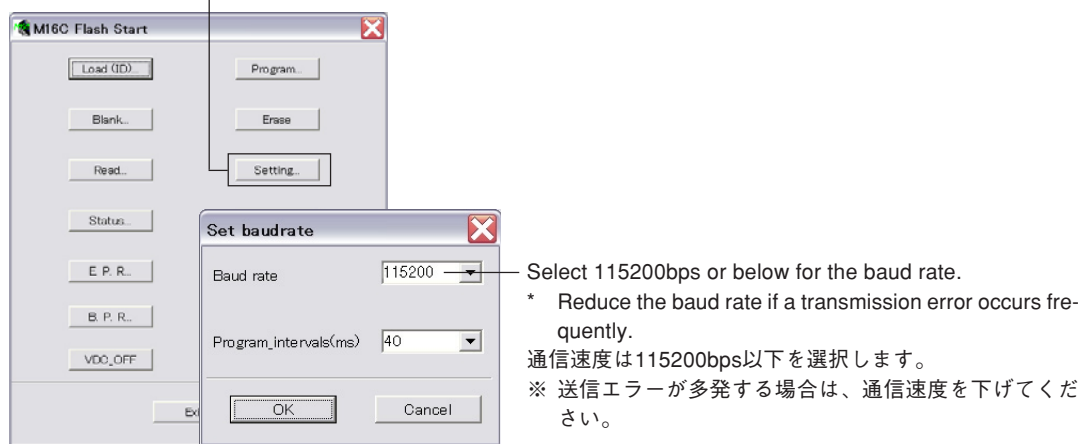 M16C Flash Start
Load (ID)...
Program...
Blank...
Erase
Read...
Setting...
Status...
E. P. R...
B. P. R...
VDC_OFF
Set baudrate
Baud rate
115200
Program_intervals(ms)
40
OK
Cancel
Select 115200bps or below for the baud rate.
* Reduce the baud rate if a transmission error occurs fre-
quently.
通信速度は115200bps以下を選択します。
※ 送信エラーが多発する場合は、通信速度を下げてくだ
さい。